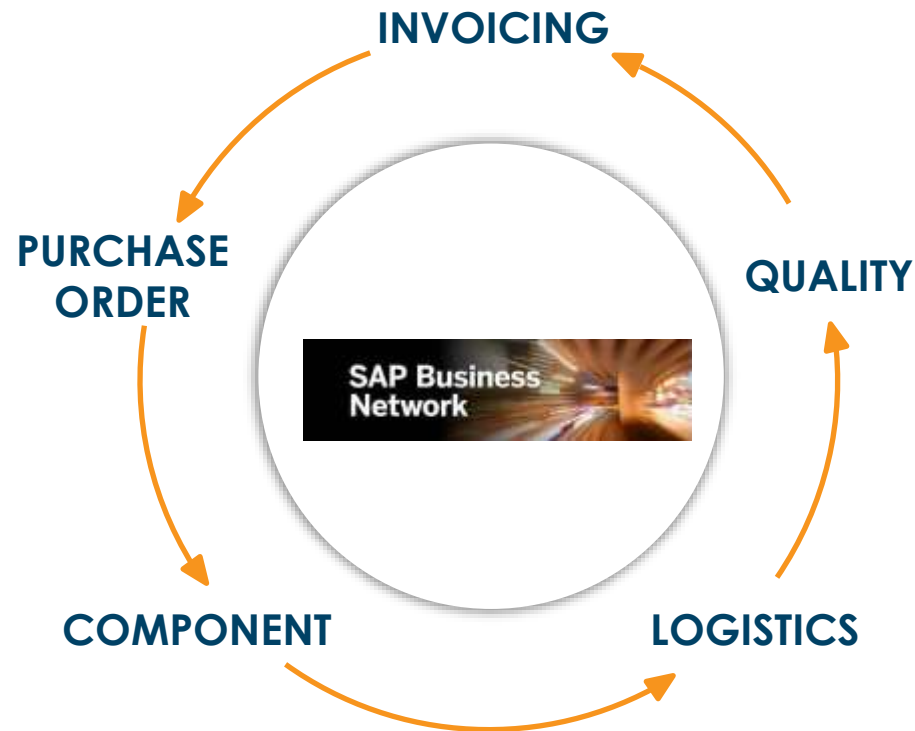 INVOICING
PURCHASE
ORDER
QUALITY
SAP Business
Network
COMPONENT
LOGISTICS